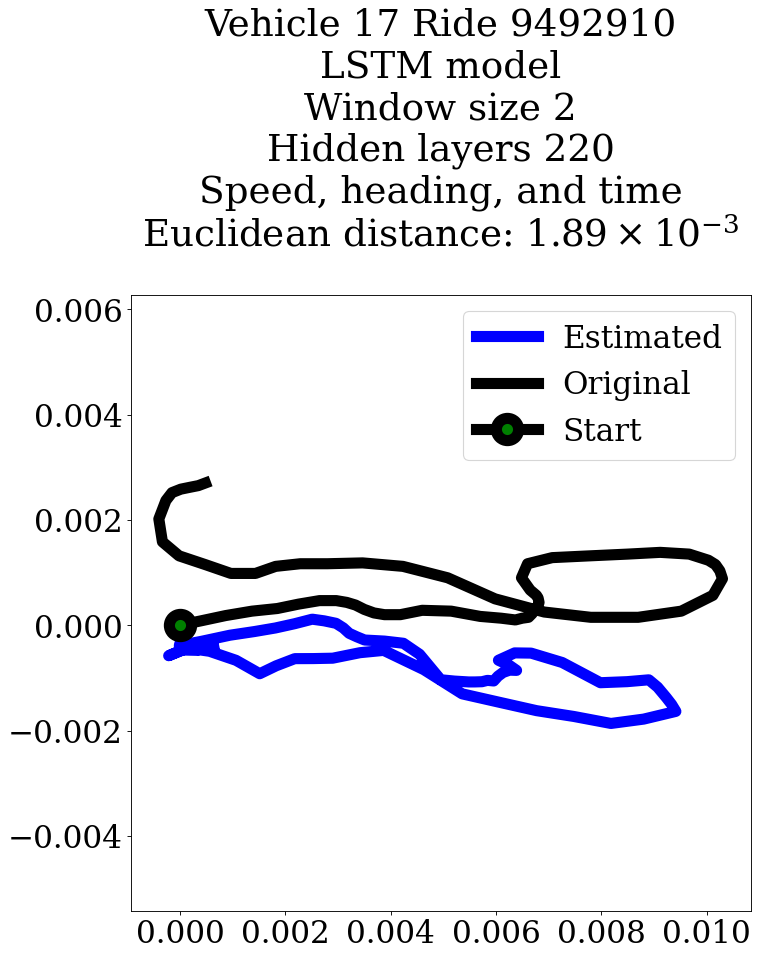 Vehicle 17 Ride 9492910
LSTM model
Window size 2
Hidden layers 220
Speed, heading, and time
Euclidean distance: 1.89 × 10⁻³
Estimated
Original
Start
0.006
0.004
0.002
0.000
−0.002
−0.004
0.000 0.002 0.004 0.006 0.008 0.010